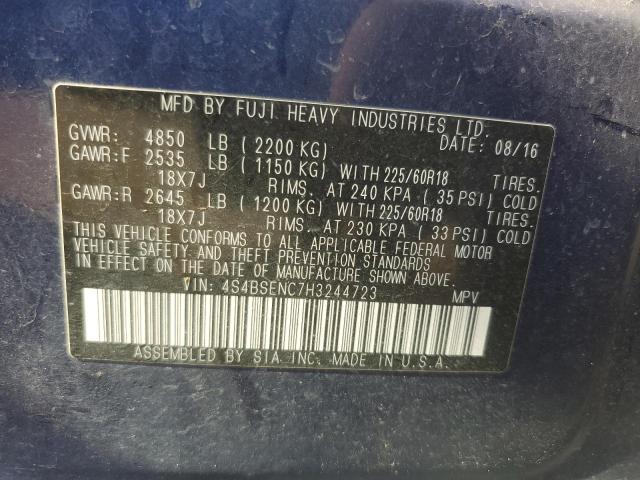 MFD BY FUJI HEAVY INDUSTRIES LTD.
DATE: 08/16
GVWR: 4850 LB ( 2200 KG)
GAWR:F 2535 LB ( 1150 KG) WITH 225/60R18 TIRES.
18X7J RIMS. AT 240 KPA ( 35 PSI) COLD
GAWR:R 2645 LB ( 1200 KG) WITH 225/60R18 TIRES.
18X7J RIMS. AT 230 KPA ( 33 PSI) COLD
THIS VEHICLE CONFORMS TO ALL APPLICABLE FEDERAL MOTOR
VEHICLE SAFETY AND THEFT PREVENTION STANDARDS
IN EFFECT ON THE DATE OF MANUFACTURE SHOWN ABOVE.
VIN: 4S4BSENC7H3244723 MPV
ASSEMBLED BY SIA INC. MADE IN U.S.A.